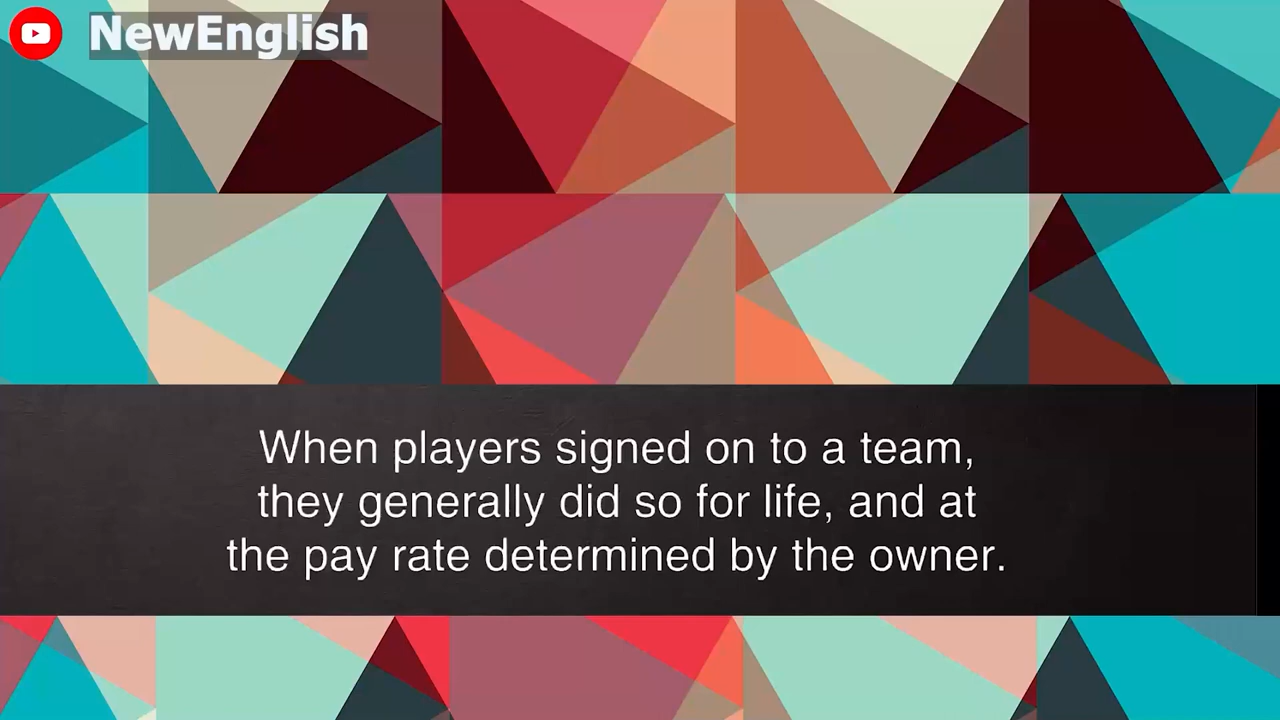 NewEnglish
When players signed on to a team,
they generally did so for life, and at
the pay rate determined by the owner.